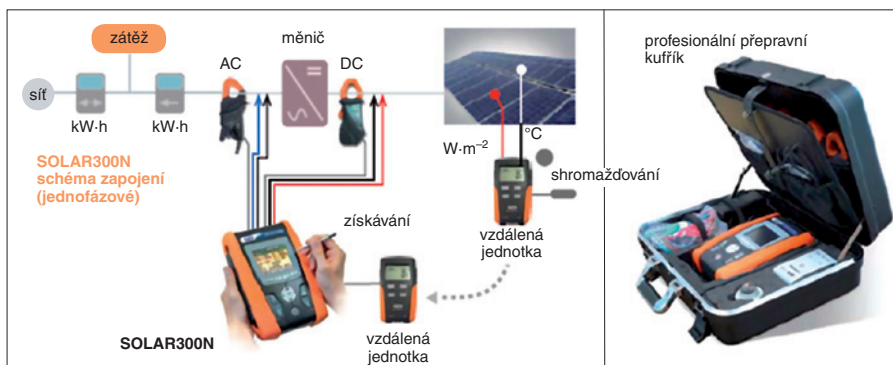 zátěž
síť
kW·h
kW·h
AC
měnič
DC
W·m⁻²
°C
shromažďování
vzdálená
jednotka
SOLAR300N
schéma zapojení
(jednofázové)
získávání
SOLAR300N
vzdálená
jednotka
profesionální přepravní
kufřík